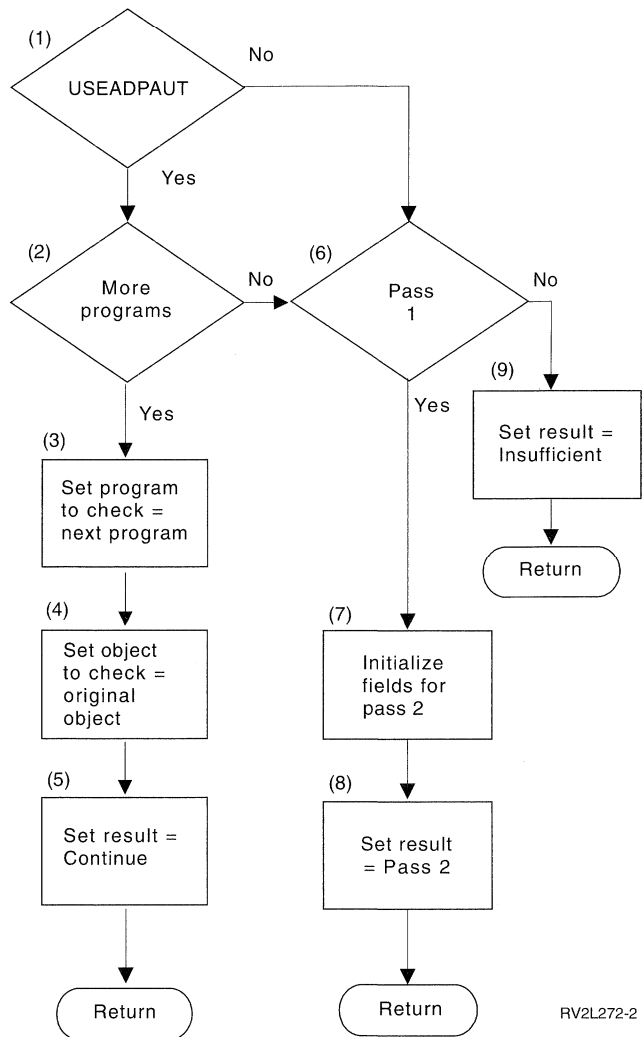 (1)
USEADPAUT
No
Yes
(2)
More
programs
No
Yes
(3)
Set program
to check =
next program
(4)
Set object
to check =
original
object
(5)
Set result =
Continue
Return
(6)
Pass
1
No
Yes
(9)
Set result =
Insufficient
Return
(7)
Initialize
fields for
pass 2
(8)
Set result
= Pass 2
Return
RV2L272-2